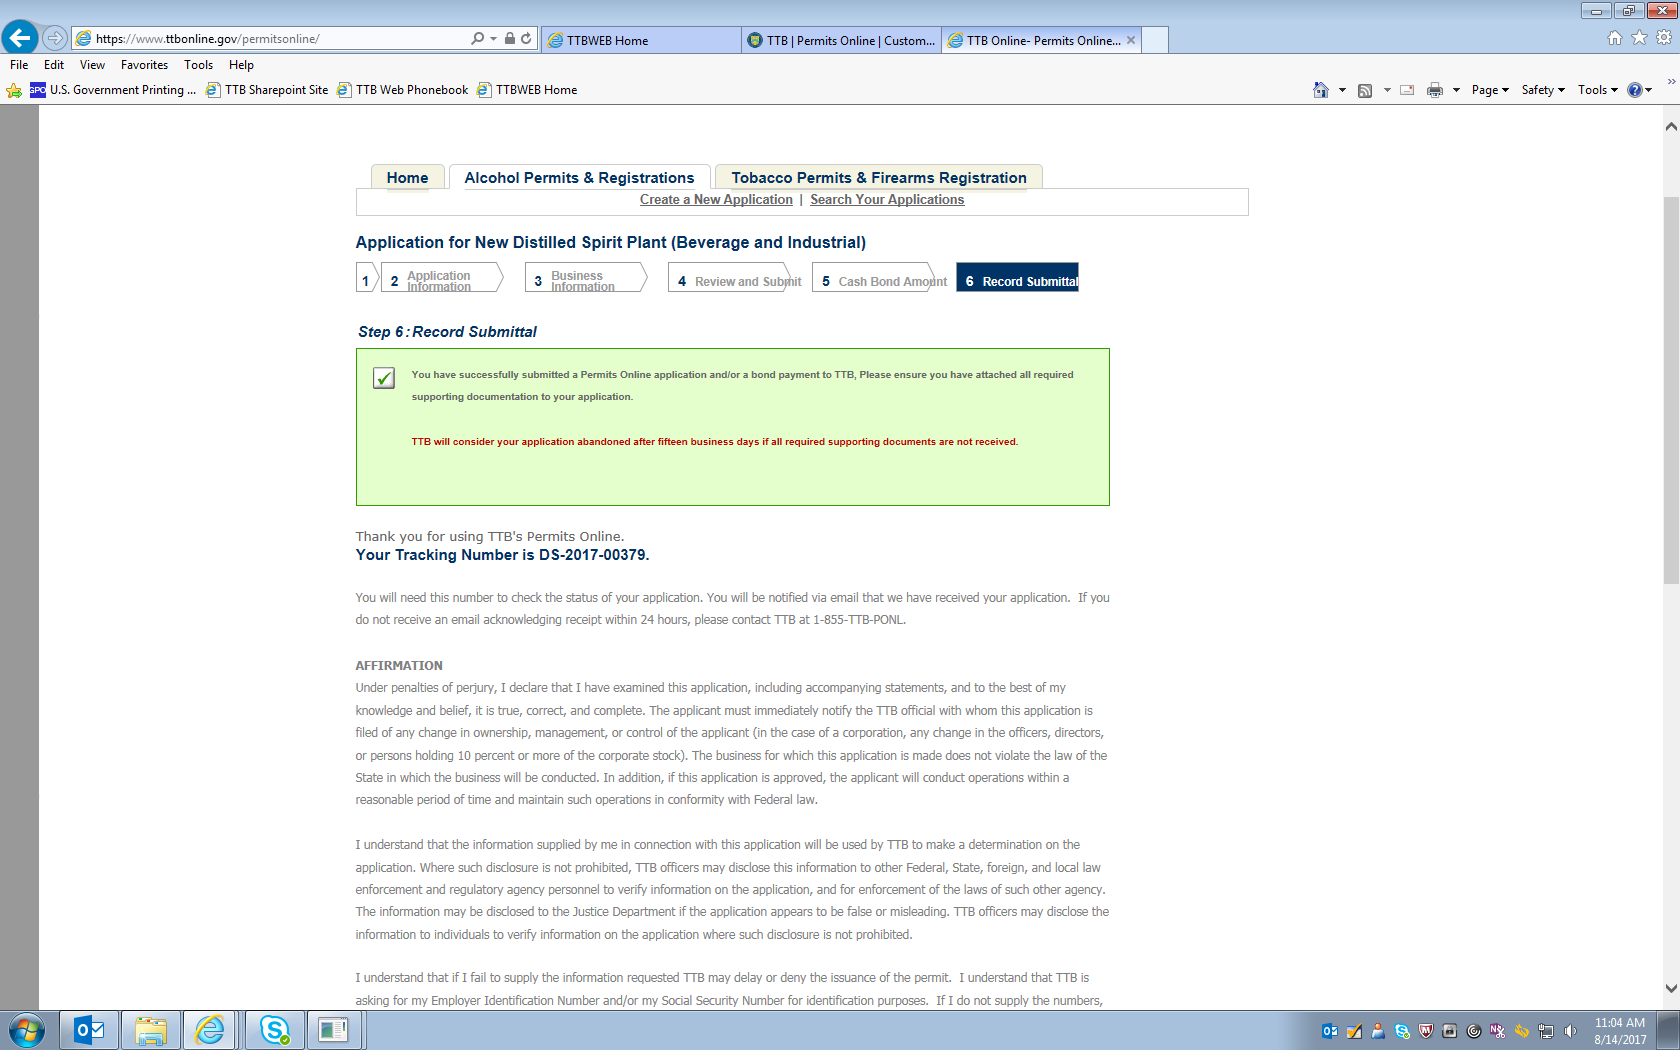 https://www.ttbonline.gov/permitsonline/
TTBWEB Home
TTB | Permits Online | Custom...
TTB Online- Permits Online...
File Edit View Favorites Tools Help
GPO U.S. Government Printing ... TTB Sharepoint Site TTB Web Phonebook TTBWEB Home
Page Safety Tools
Home Alcohol Permits & Registrations Tobacco Permits & Firearms Registration
Create a New Application | Search Your Applications
Application for New Distilled Spirit Plant (Beverage and Industrial)
1 2 Application Information 3 Business Information 4 Review and Submit 5 Cash Bond Amount 6 Record Submittal
Step 6: Record Submittal
You have successfully submitted a Permits Online application and/or a bond payment to TTB, Please ensure you have attached all required
supporting documentation to your application.
TTB will consider your application abandoned after fifteen business days if all required supporting documents are not received.
Thank you for using TTB's Permits Online.
Your Tracking Number is DS-2017-00379.
You will need this number to check the status of your application. You will be notified via email that we have received your application. If you
do not receive an email acknowledging receipt within 24 hours, please contact TTB at 1-855-TTB-PONL.
AFFIRMATION
Under penalties of perjury, I declare that I have examined this application, including accompanying statements, and to the best of my
knowledge and belief, it is true, correct, and complete. The applicant must immediately notify the TTB official with whom this application is
filed of any change in ownership, management, or control of the applicant (in the case of a corporation, any change in the officers, directors,
or persons holding 10 percent or more of the corporate stock). The business for which this application is made does not violate the law of the
State in which the business will be conducted. In addition, if this application is approved, the applicant will conduct operations within a
reasonable period of time and maintain such operations in conformity with Federal law.
I understand that the information supplied by me in connection with this application will be used by TTB to make a determination on the
application. Where such disclosure is not prohibited, TTB officers may disclose this information to other Federal, State, foreign, and local law
enforcement and regulatory agency personnel to verify information on the application, and for enforcement of the laws of such other agency.
The information may be disclosed to the Justice Department if the application appears to be false or misleading. TTB officers may disclose the
information to individuals to verify information on the application where such disclosure is not prohibited.
I understand that if I fail to supply the information requested TTB may delay or deny the issuance of the permit. I understand that TTB is
asking for my Employer Identification Number and/or my Social Security Number for identification purposes. If I do not supply the numbers,
11:04 AM
8/14/2017